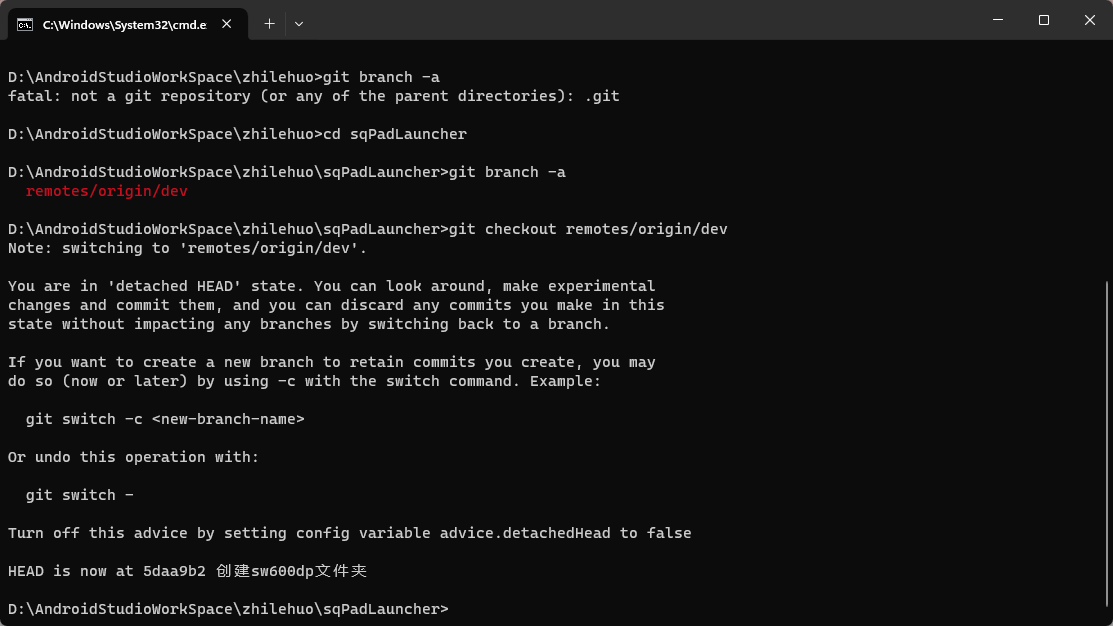 C:\Windows\System32\cmd.e
D:\AndroidStudioWorkSpace\zhilehuo>git branch -a
fatal: not a git repository (or any of the parent directories): .git
D:\AndroidStudioWorkSpace\zhilehuo>cd sqPadLauncher
D:\AndroidStudioWorkSpace\zhilehuo\sqPadLauncher>git branch -a
remotes/origin/dev
D:\AndroidStudioWorkSpace\zhilehuo\sqPadLauncher>git checkout remotes/origin/dev
Note: switching to 'remotes/origin/dev'.
You are in 'detached HEAD' state. You can look around, make experimental
changes and commit them, and you can discard any commits you make in this
state without impacting any branches by switching back to a branch.
If you want to create a new branch to retain commits you create, you may
do so (now or later) by using -c with the switch command. Example:
git switch -c <new-branch-name>
Or undo this operation with:
git switch -
Turn off this advice by setting config variable advice.detachedHead to false
HEAD is now at 5daa9b2 创建sw600dp文件夹
D:\AndroidStudioWorkSpace\zhilehuo\sqPadLauncher>